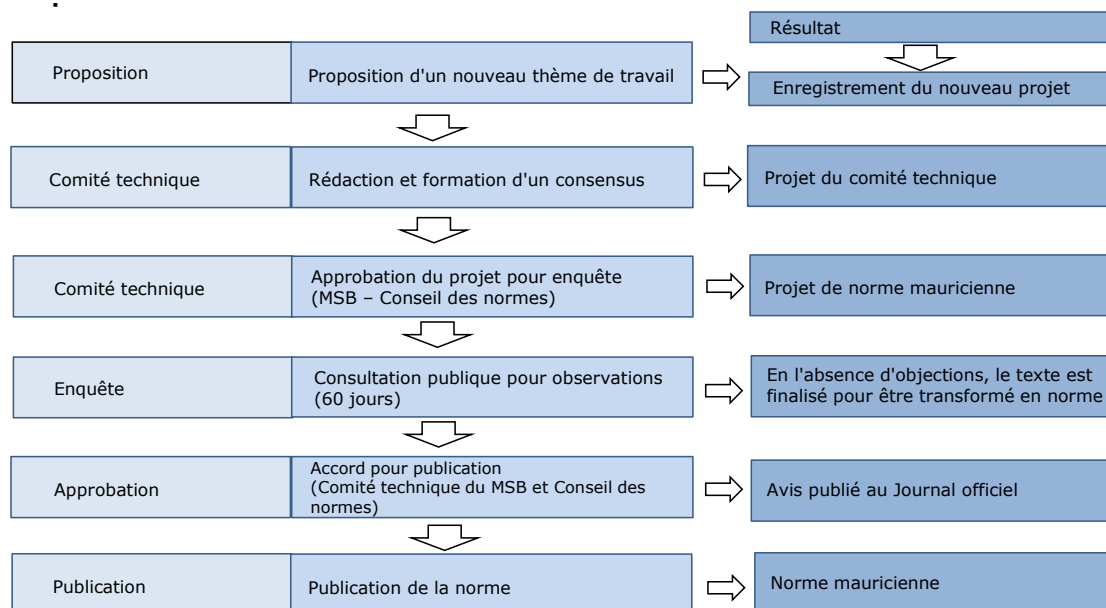 Résultat
Proposition
Proposition d'un nouveau thème de travail
Enregistrement du nouveau projet
Comité technique
Rédaction et formation d'un consensus
Projet du comité technique
Comité technique
Approbation du projet pour enquête
(MSB – Conseil des normes)
Projet de norme mauricienne
Enquête
Consultation publique pour observations
(60 jours)
En l'absence d'objections, le texte est
finalisé pour être transformé en norme
Approbation
Accord pour publication
(Comité technique du MSB et Conseil des
normes)
Avis publié au Journal officiel
Publication
Publication de la norme
Norme mauricienne